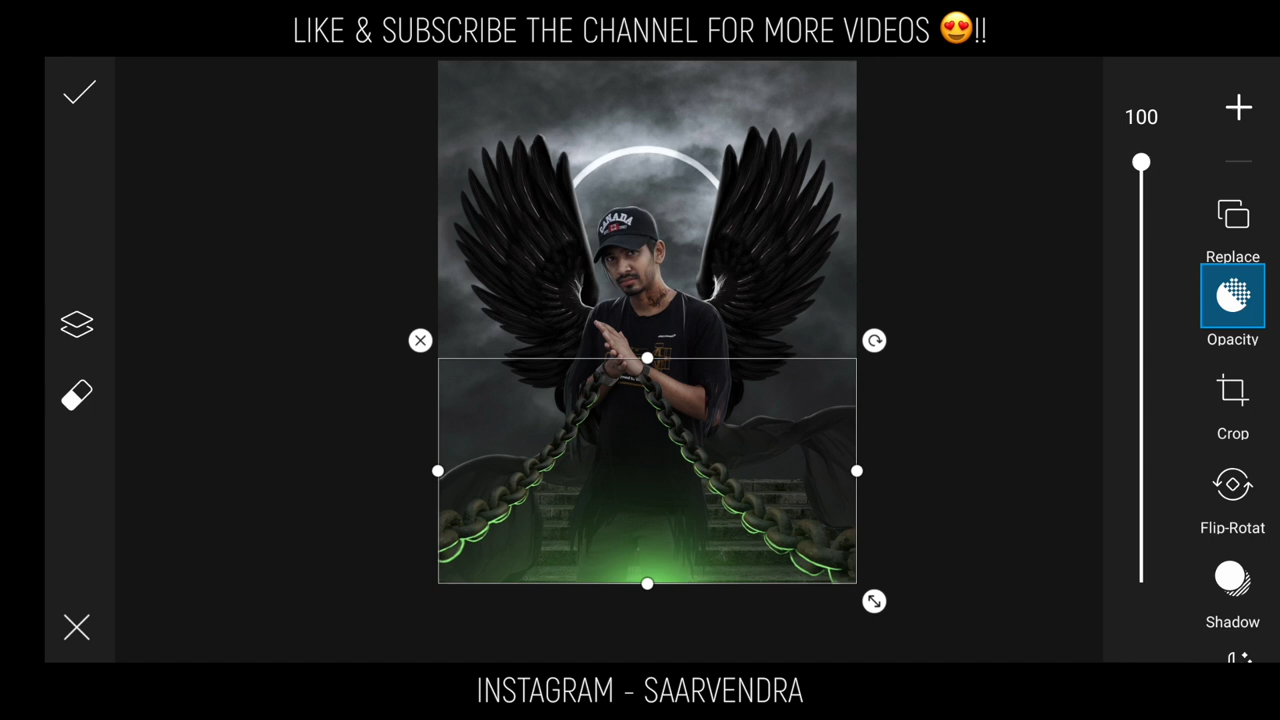 LIKE & SUBSCRIBE THE CHANNEL FOR MORE VIDEOS 😍!!
100
Replace
Opacity
Crop
Flip-Rotat
Shadow
CANADA
INSTAGRAM - SAARVENDRA